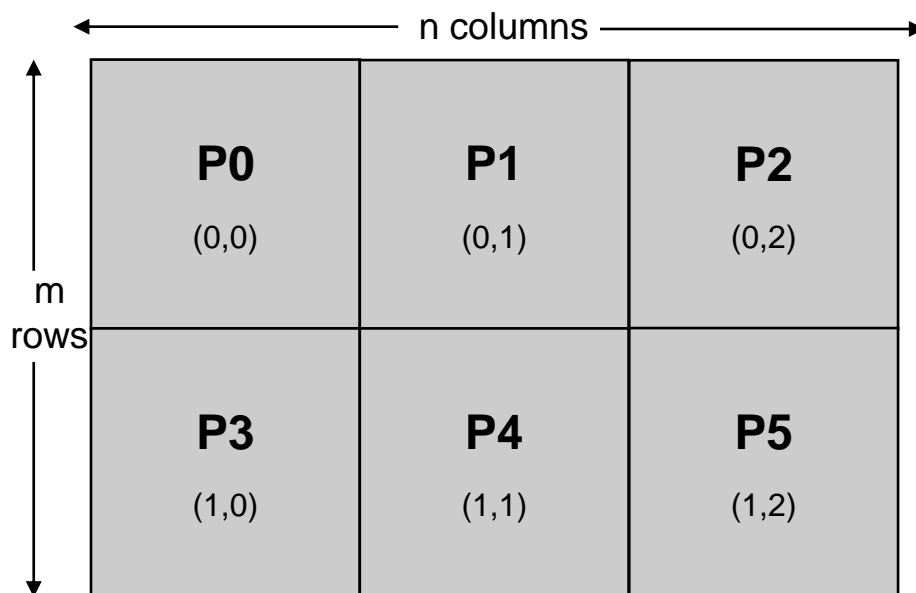 n columns
P0 P1 P2
(0,0) (0,1) (0,2)
m
rows
P3 P4 P5
(1,0) (1,1) (1,2)